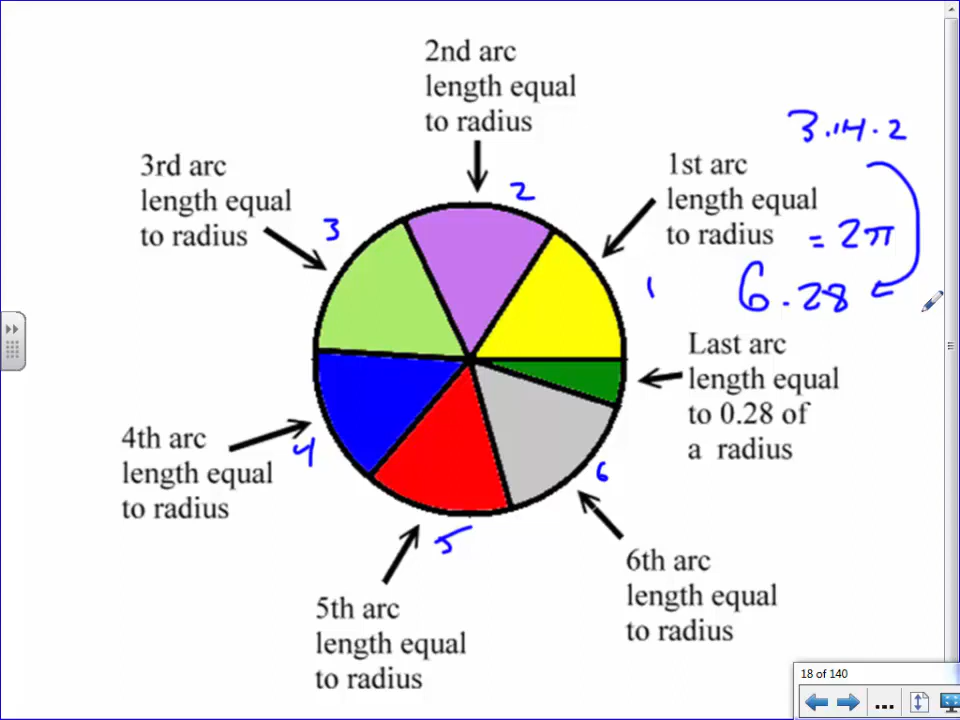 2nd arc
length equal
to radius
3.14.2
3rd arc
length equal
to radius
1st arc
length equal
to radius
= 2π
6.28
2
3
1
Last arc
length equal
to 0.28 of
a radius
4th arc
length equal
to radius
4
6
5
5th arc
length equal
to radius
6th arc
length equal
to radius
18 of 140
...